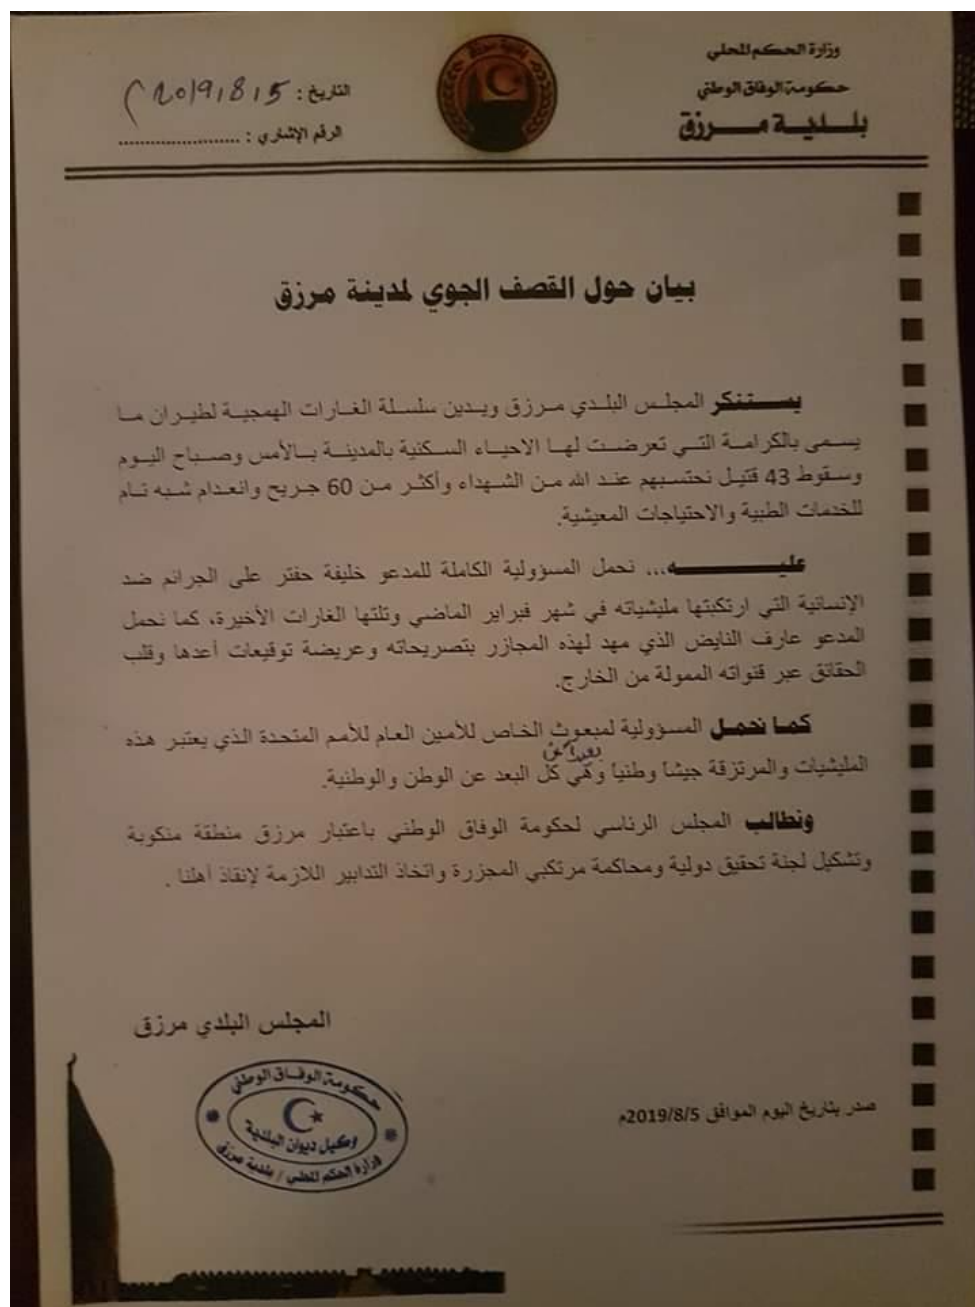 وزارة الحكم المحلي
حكومة الوفاق الوطني
بلدية مرزق
بلدية مرزق
التاريخ : 2019/8/5 م
الرقم الإشاري : ......................
بيان حول القصف الجوي لمدينة مرزق
يستنكر المجلس البلدي مرزق ويدين سلسلة الغارات الهمجية لطيران ما
يسمى بالكرامة التي تعرضت لها الاحياء السكنية بالمدينة بالأمس وصباح اليوم
وسقوط 43 قتيل نحتسبهم عند الله من الشهداء وأكثر من 60 جريح وانعدام شبه تام
للخدمات الطبية والاحتياجات المعيشية.
عليه... نحمل المسؤولية الكاملة للمدعو خليفة حفتر على الجرائم ضد
الإنسانية التي ارتكبتها مليشياته في شهر فبراير الماضي وتلتها الغارات الأخيرة، كما نحمل
المدعو عارف النايض الذي مهد لهذه المجازر بتصريحاته وعريضة توقيعات أعدها وقلب
الحقائق عبر قنواته الممولة من الخارج.
كما نحمل المسؤولية لمبعوث الخاص للأمين العام للأمم المتحدة الذي يعتبر هذه
المليشيات والمرتزقة جيشاً وطنياً وهي بعيدة عن كل البعد عن الوطن والوطنية.
ونطالب المجلس الرئاسي لحكومة الوفاق الوطني باعتبار مرزق منطقة منكوبة
وتشكيل لجنة تحقيق دولية ومحاكمة مرتكبي المجزرة واتخاذ التدابير اللازمة لإنقاذ أهلنا .
المجلس البلدي مرزق
حكومة الوفاق الوطني
وكيل ديوان البلدية
وزارة الحكم المحلي / بلدية مرزق
صدر بتاريخ اليوم الموافق 2019/8/5م